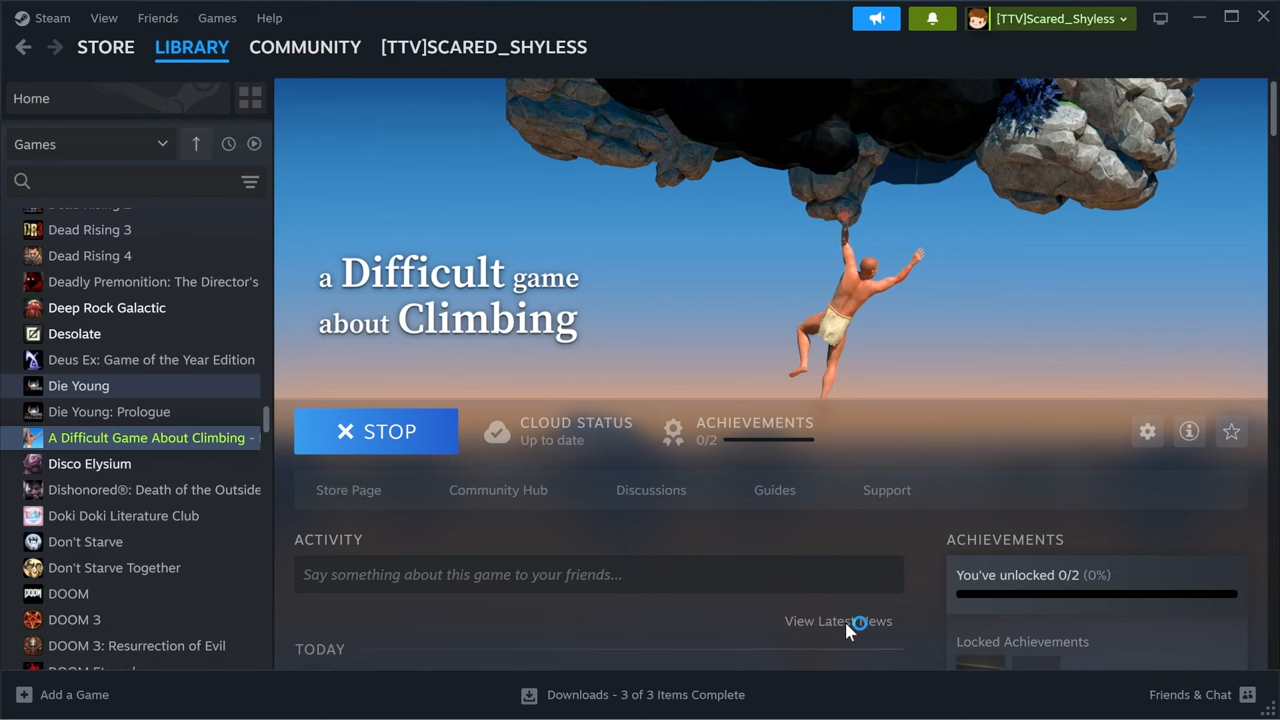 Steam View Friends Games Help [TTV]Scared_Shyless
STORE LIBRARY COMMUNITY [TTV]SCARED_SHYLESS
Home
Games
Dead Rising 3
Dead Rising 4
Deadly Premonition: The Director's
Deep Rock Galactic
Desolate
Deus Ex: Game of the Year Edition
Die Young
Die Young: Prologue
A Difficult Game About Climbing -
Disco Elysium
Dishonored®: Death of the Outside
Doki Doki Literature Club
Don't Starve
Don't Starve Together
DOOM
DOOM 3
DOOM 3: Resurrection of Evil
a Difficult game
about Climbing
STOP
CLOUD STATUS
Up to date
ACHIEVEMENTS
0/2
Store Page Community Hub Discussions Guides Support
ACTIVITY
Say something about this game to your friends...
View Latest News
TODAY
ACHIEVEMENTS
You've unlocked 0/2 (0%)
Locked Achievements
Add a Game
Downloads - 3 of 3 Items Complete
Friends & Chat